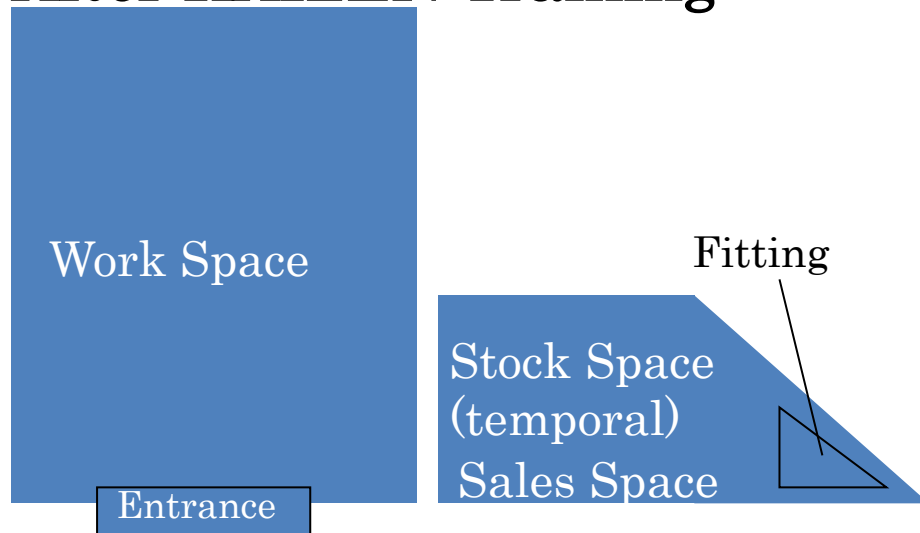 Work Space
Fitting
Stock Space
(temporal)
Sales Space
Entrance